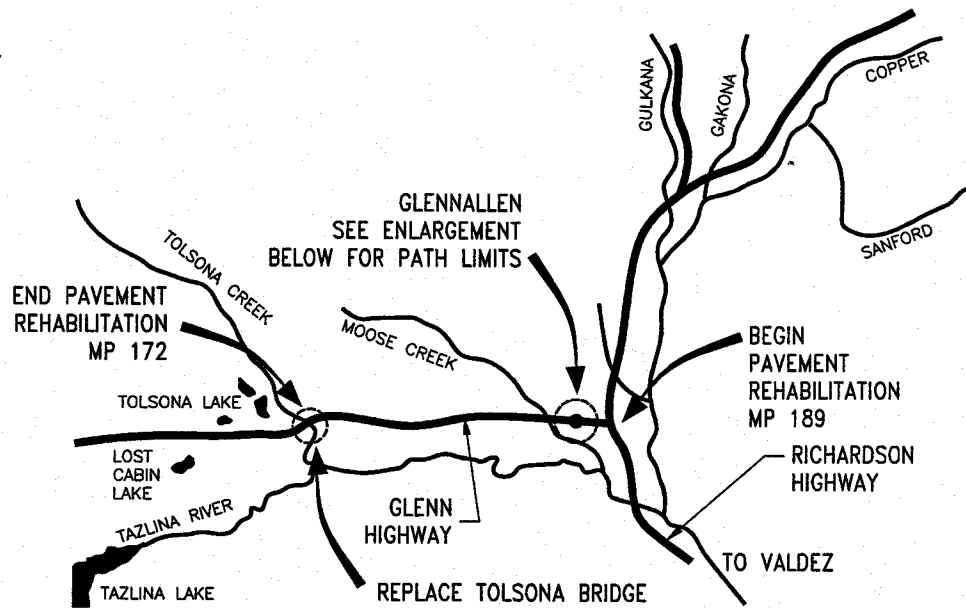 COPPER
GULKANA
GAKONA
SANFORD
GLENNALLEN
SEE ENLARGEMENT
BELOW FOR PATH LIMITS
TOLSONA CREEK
END PAVEMENT
REHABILITATION
MP 172
MOOSE CREEK
BEGIN
PAVEMENT
REHABILITATION
MP 189
TOLSONA LAKE
LOST
CABIN
LAKE
RICHARDSON
HIGHWAY
GLENN
HIGHWAY
TAZLINA RIVER
TO VALDEZ
TAZLINA LAKE
REPLACE TOLSONA BRIDGE